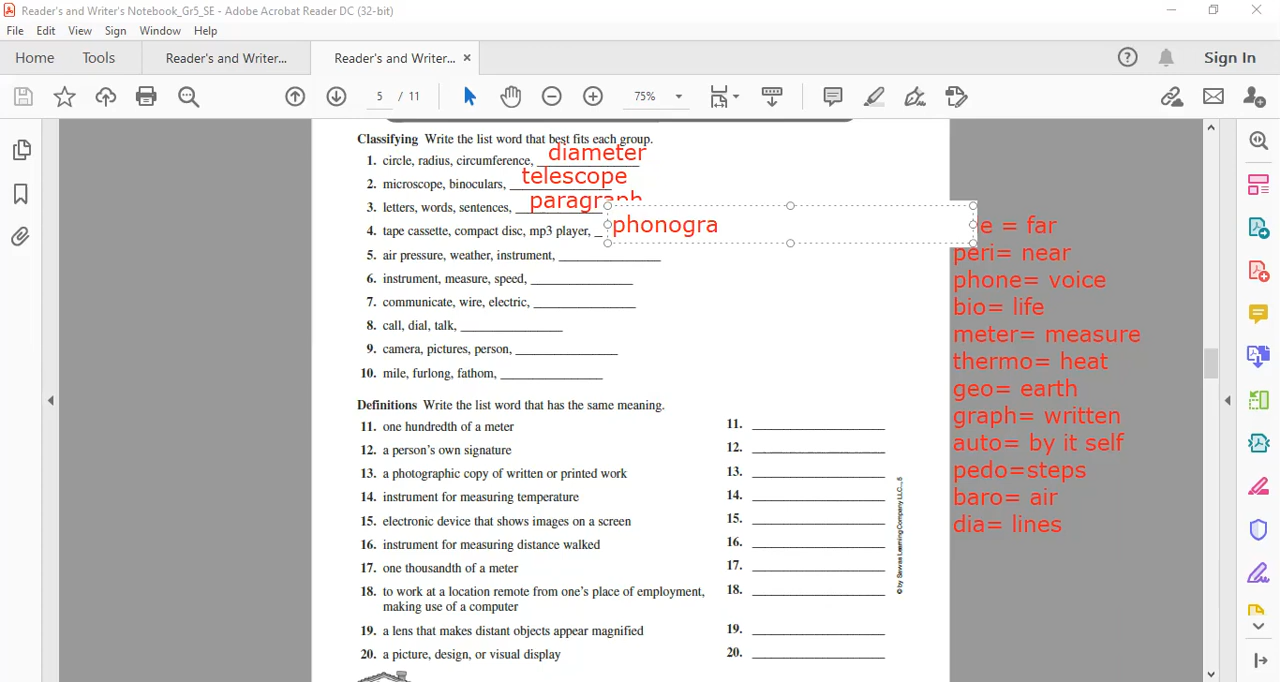 Reader's and Writer's Notebook_Gr5_SE - Adobe Acrobat Reader DC (32-bit)
File Edit View Sign Window Help
Home Tools Reader and Writer... Reader's and Writer... × Sign In
5 / 11 75%
Classifying Write the list word that best fits each group.
1. circle, radius, circumference, diameter
2. microscope, binoculars, telescope
3. letters, words, sentences, paragraph
4. tape cassette, compact disc, mp3 player, _ phonogra
5. air pressure, weather, instrument,
6. instrument, measure, speed,
7. communicate, wire, electric,
8. call, dial, talk,
9. camera, pictures, person,
10. mile, furlong, fathom,
Definitions Write the list word that has the same meaning.
11. one hundredth of a meter 11.
12. a person's own signature 12.
13. a photographic copy of written or printed work 13.
14. instrument for measuring temperature 14.
15. electronic device that shows images on a screen 15.
16. instrument for measuring distance walked 16.
17. one thousandth of a meter 17.
18. to work at a location remote from one's place of employment, 18.
making use of a computer
19. a lens that makes distant objects appear magnified 19.
20. a picture, design, or visual display 20.
© by Savvas Learning Company LLC., 5
e = far
peri= near
phone= voice
bio= life
meter= measure
thermo= heat
geo= earth
graph= written
auto= by it self
pedo=steps
baro= air
dia= lines